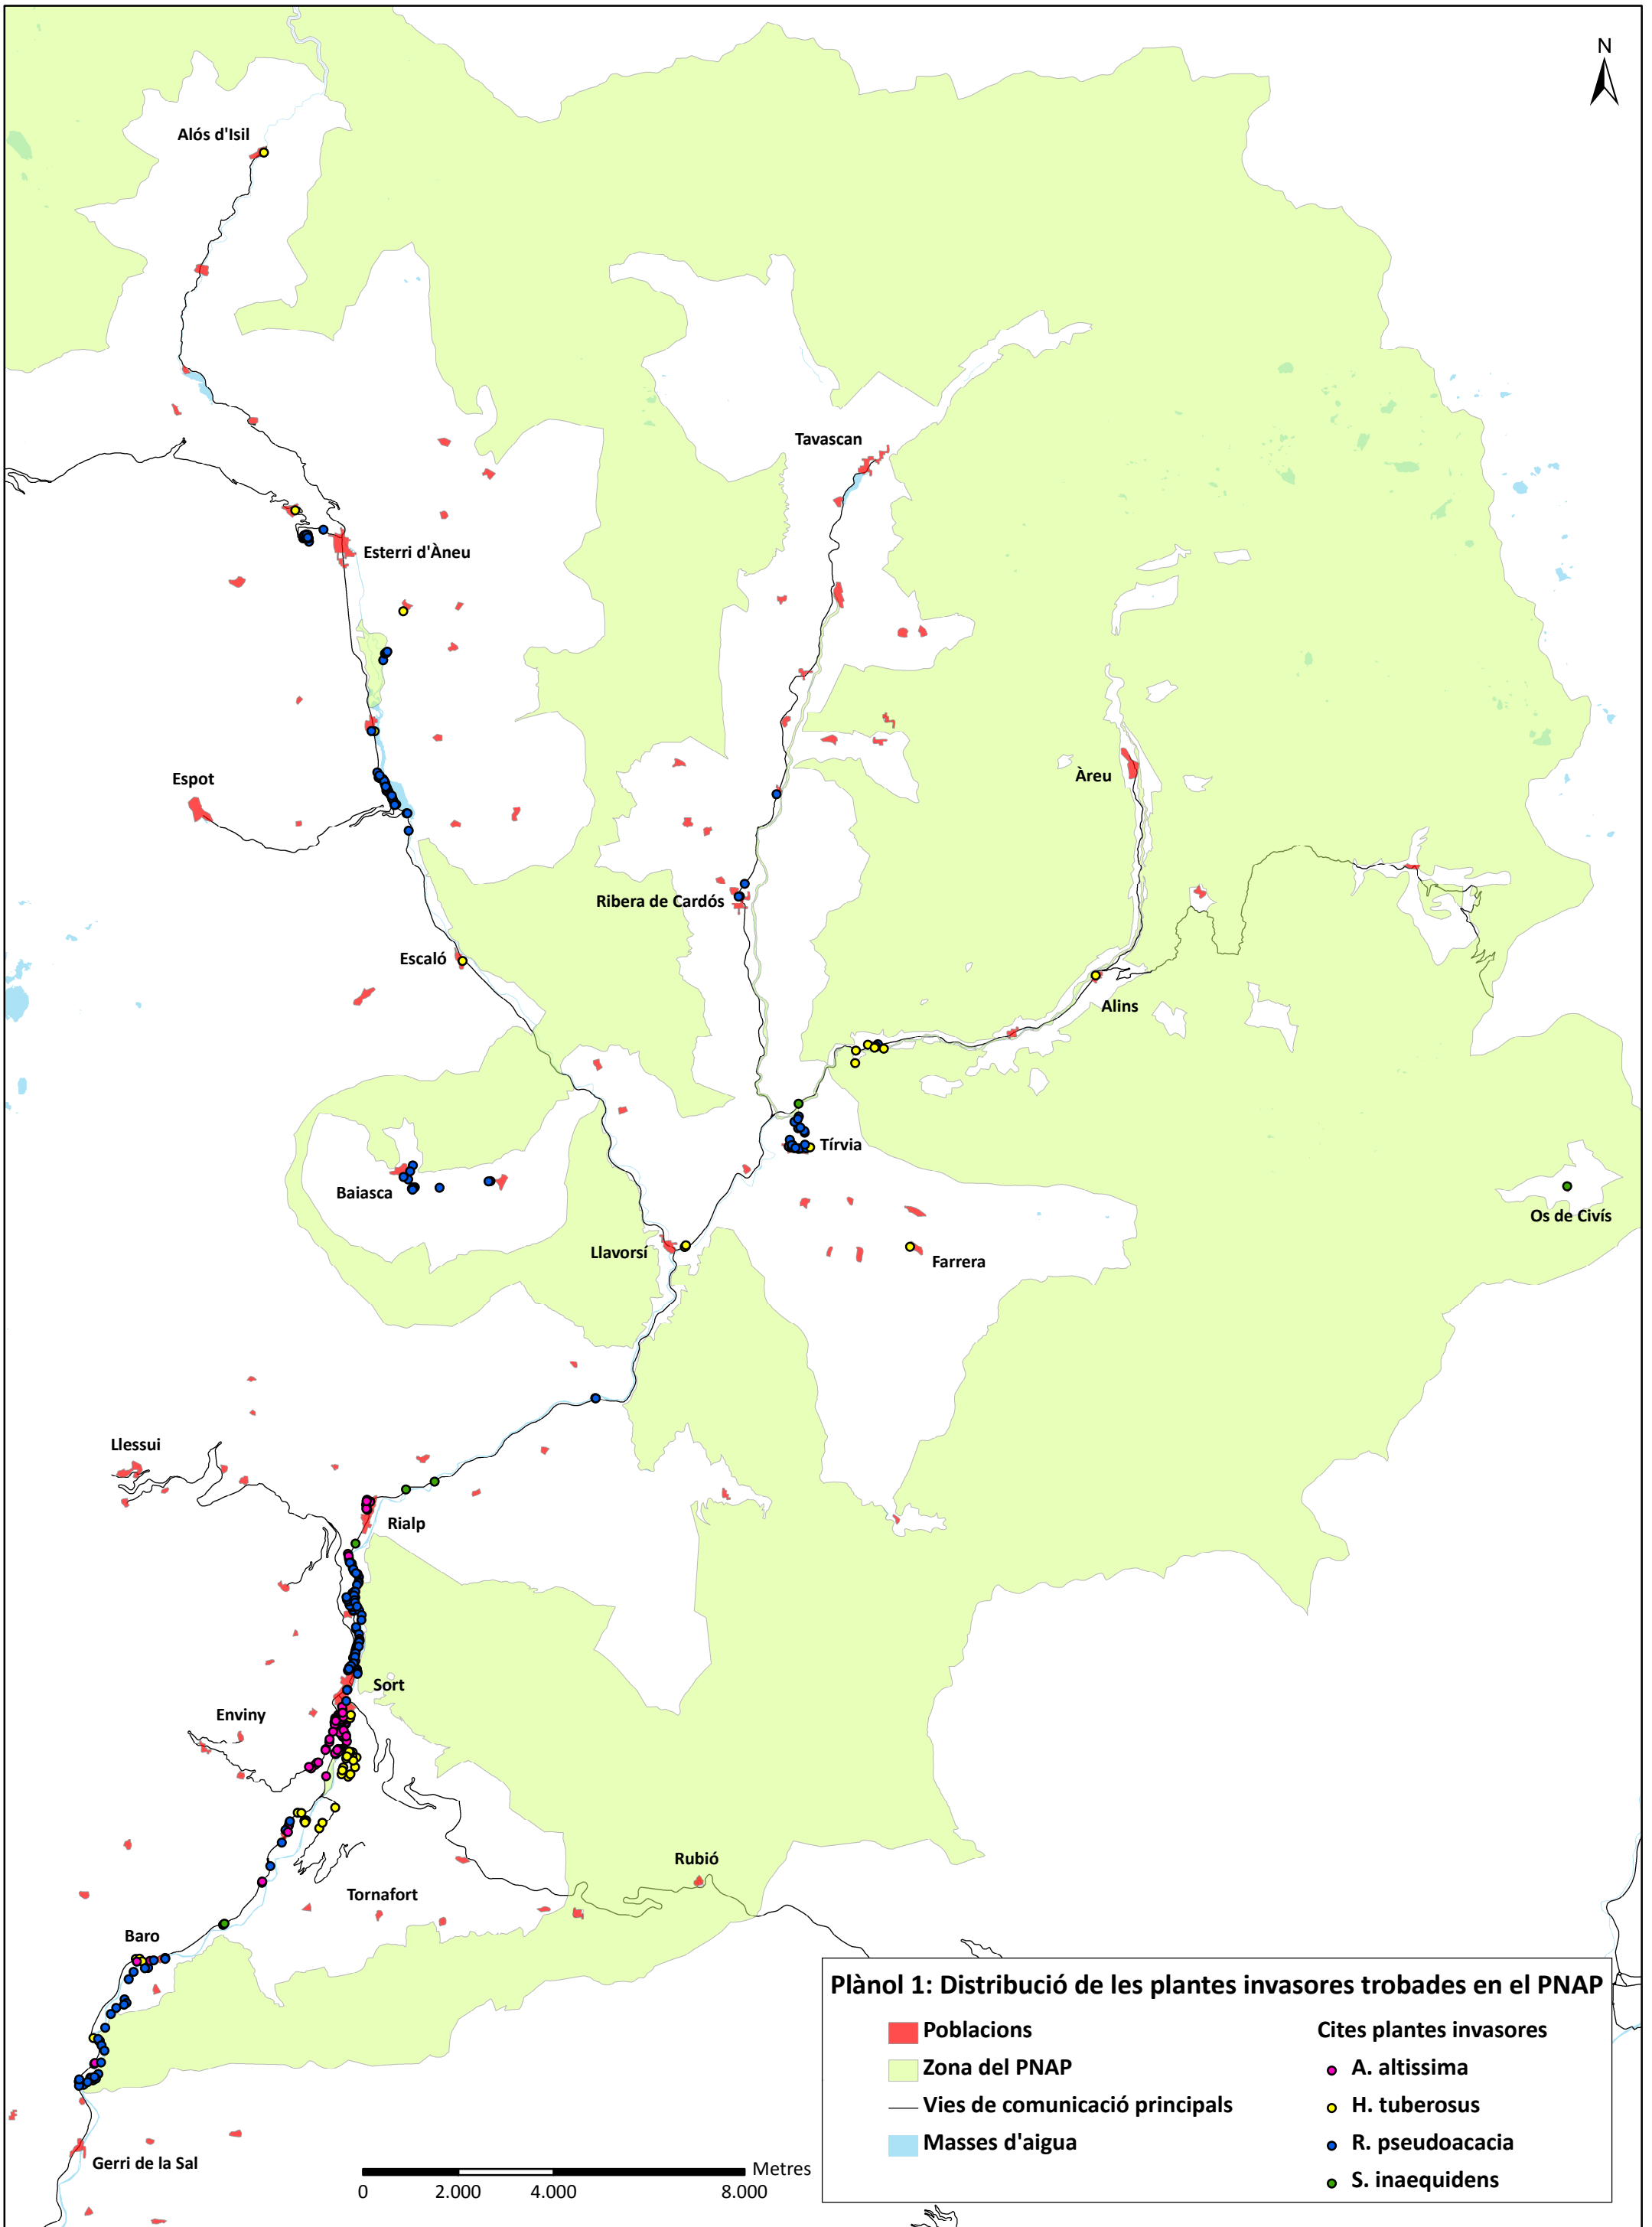 N
Alós d'Isil
Tavascan
Esterri d'Àneu
Espot
Àreu
Ribera de Cardós
Escaló
Alins
Tírvia
Baiasca
Os de Civís
Llavorsí
Farrera
Llessui
Rialp
Sort
Enviny
Rubió
Tornafort
Baro
Gerri de la Sal
Plànol 1: Distribució de les plantes invasores trobades en el PNAP
Poblacions
Zona del PNAP
Vies de comunicació principals
Masses d'aigua
Cites plantes invasores
A. altissima
H. tuberosus
R. pseudoacacia
S. inaequidens
Metres
0 2.000 4.000 8.000